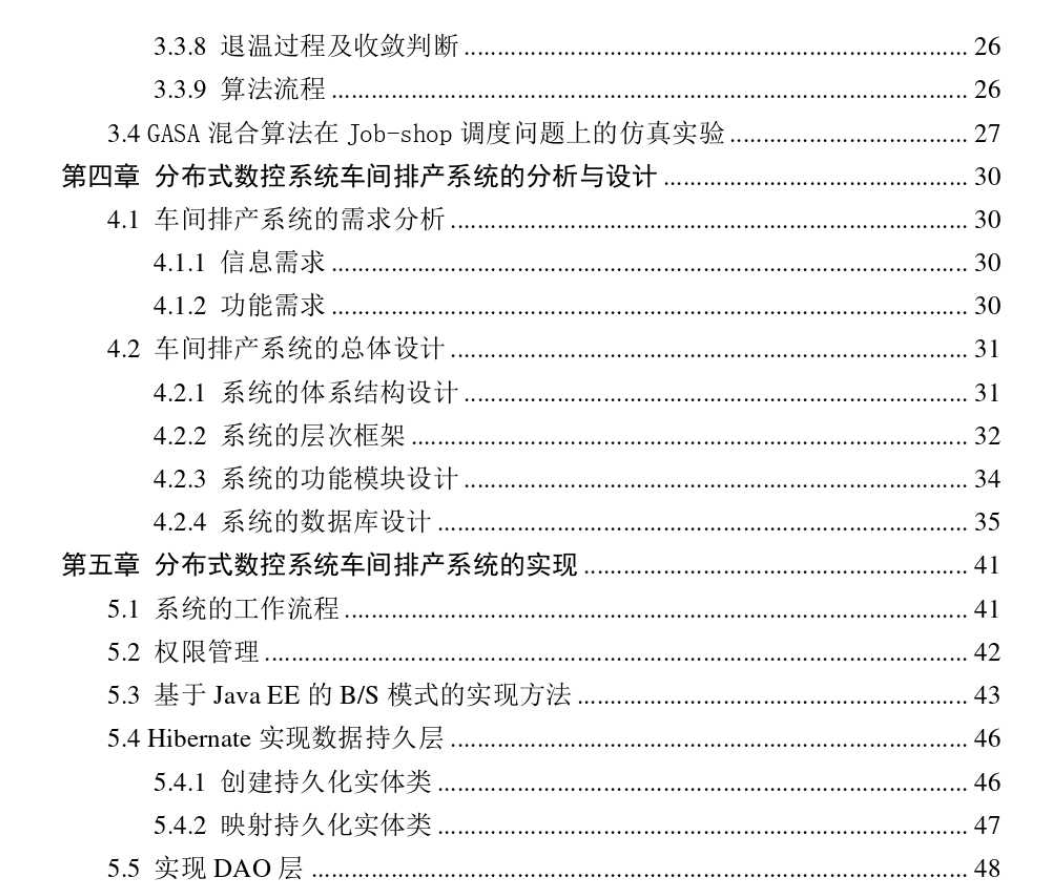 3.3.8 退温过程及收敛判断 ........ 26
3.3.9 算法流程 ........ 26
3.4 GASA 混合算法在 Job-shop 调度问题上的仿真实验 ........ 27
第四章 分布式数控系统车间排产系统的分析与设计 ........ 30
4.1 车间排产系统的需求分析 ........ 30
4.1.1 信息需求 ........ 30
4.1.2 功能需求 ........ 30
4.2 车间排产系统的总体设计 ........ 31
4.2.1 系统的体系结构设计 ........ 31
4.2.2 系统的层次框架 ........ 32
4.2.3 系统的功能模块设计 ........ 34
4.2.4 系统的数据库设计 ........ 35
第五章 分布式数控系统车间排产系统的实现 ........ 41
5.1 系统的工作流程 ........ 41
5.2 权限管理 ........ 42
5.3 基于 Java EE 的 B/S 模式的实现方法 ........ 43
5.4 Hibernate 实现数据持久层 ........ 46
5.4.1 创建持久化实体类 ........ 46
5.4.2 映射持久化实体类 ........ 47
5.5 实现 DAO 层 ........ 48